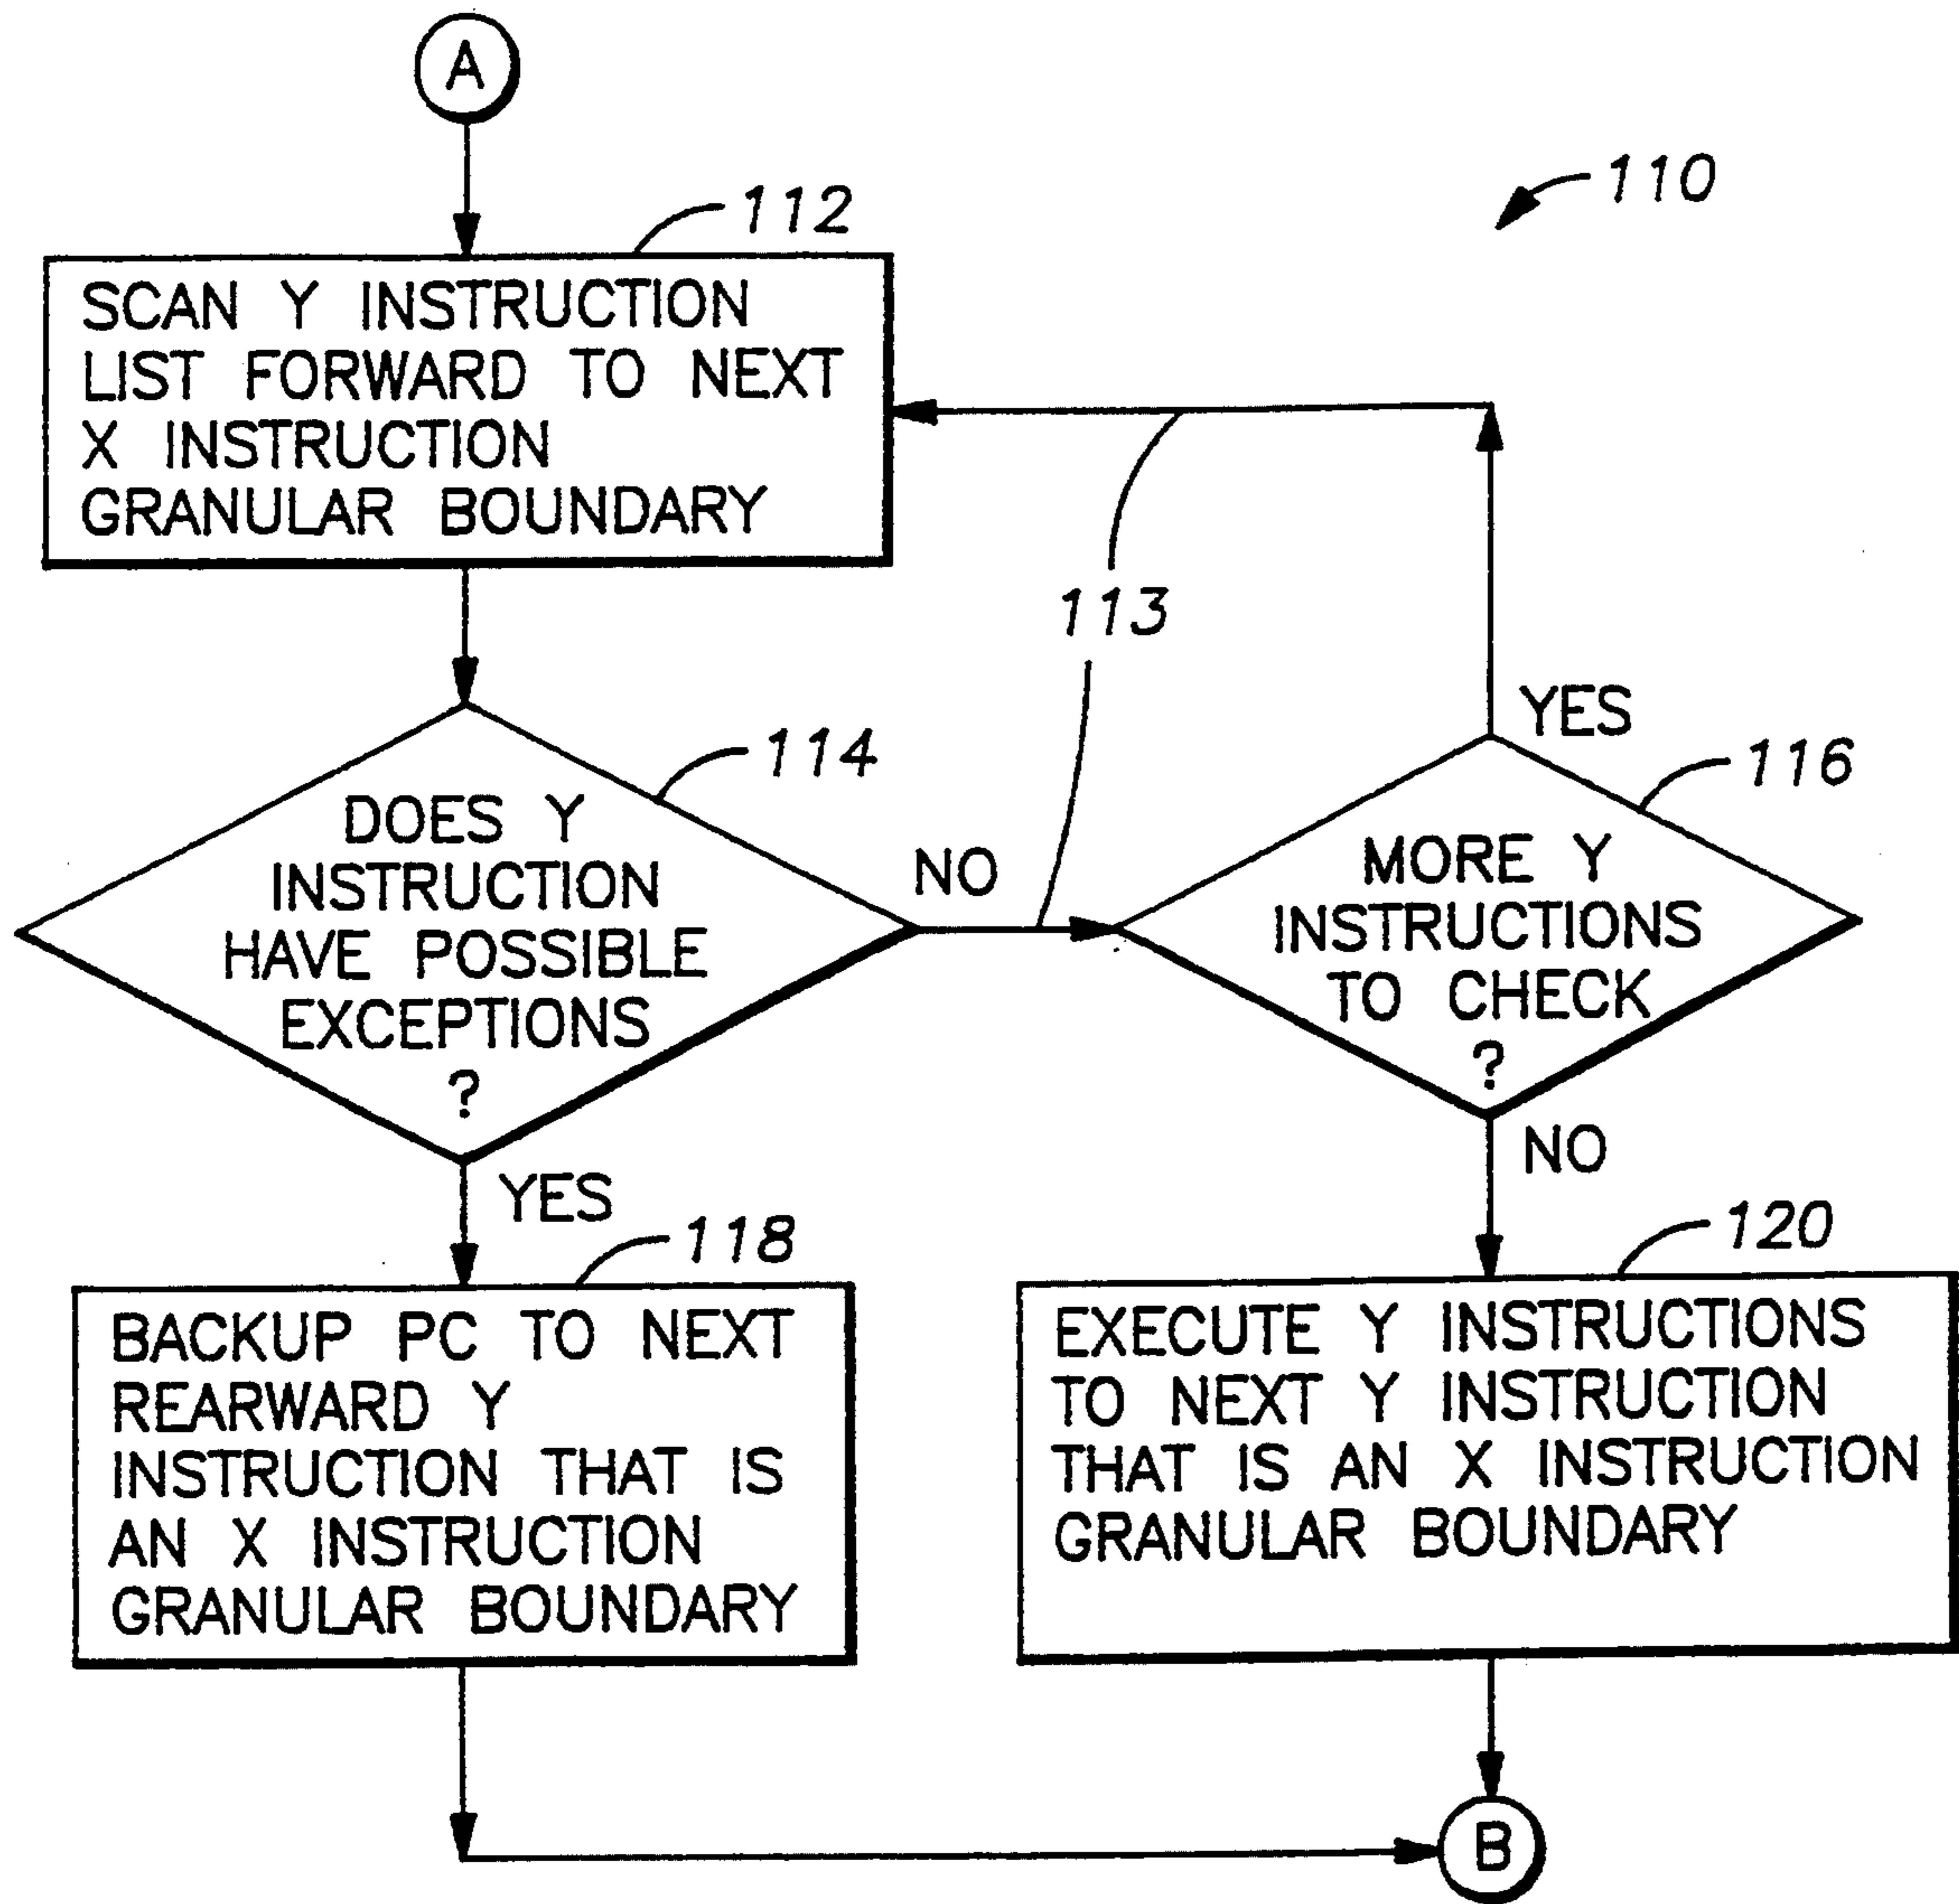 A
110
112
SCAN Y INSTRUCTION
LIST FORWARD TO NEXT
X INSTRUCTION
GRANULAR BOUNDARY
113
114
DOES Y
INSTRUCTION
HAVE POSSIBLE
EXCEPTIONS
?
NO
YES
116
MORE Y
INSTRUCTIONS
TO CHECK
?
YES
NO
118
BACKUP PC TO NEXT
REARWARD Y
INSTRUCTION THAT IS
AN X INSTRUCTION
GRANULAR BOUNDARY
120
EXECUTE Y INSTRUCTIONS
TO NEXT Y INSTRUCTION
THAT IS AN X INSTRUCTION
GRANULAR BOUNDARY
B